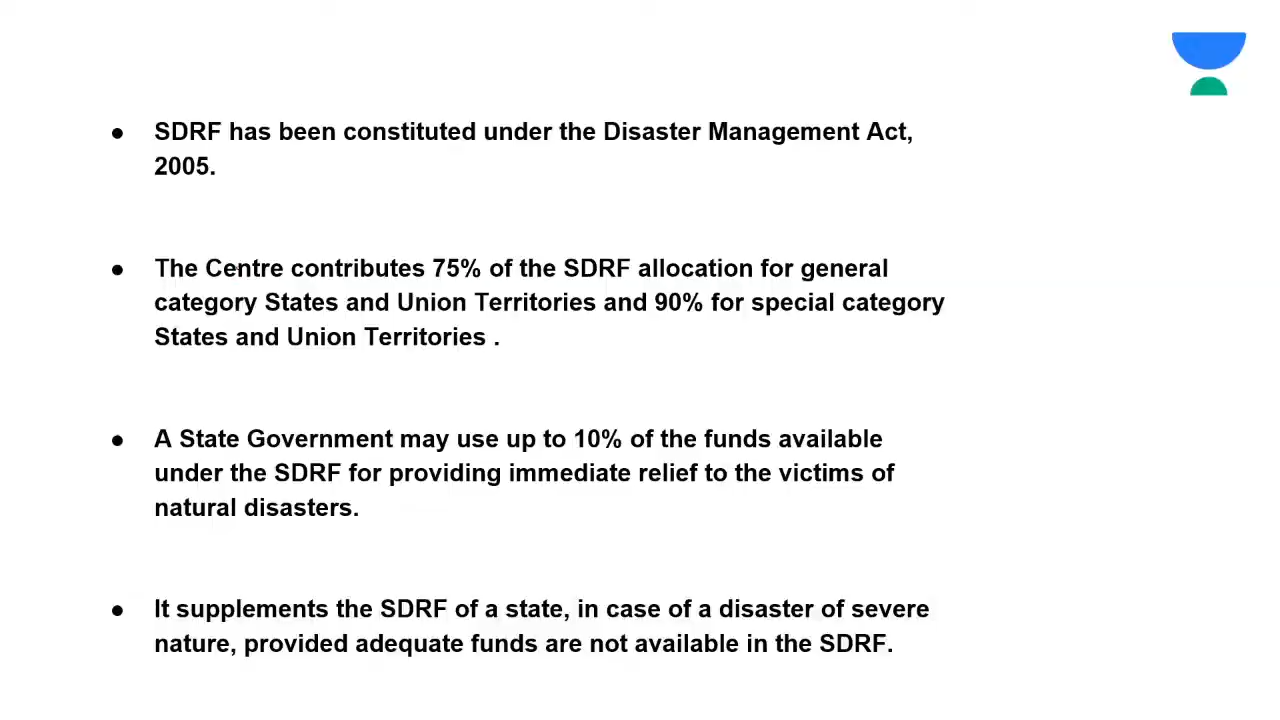 ● SDRF has been constituted under the Disaster Management Act,
2005.
● The Centre contributes 75% of the SDRF allocation for general
category States and Union Territories and 90% for special category
States and Union Territories .
● A State Government may use up to 10% of the funds available
under the SDRF for providing immediate relief to the victims of
natural disasters.
● It supplements the SDRF of a state, in case of a disaster of severe
nature, provided adequate funds are not available in the SDRF.